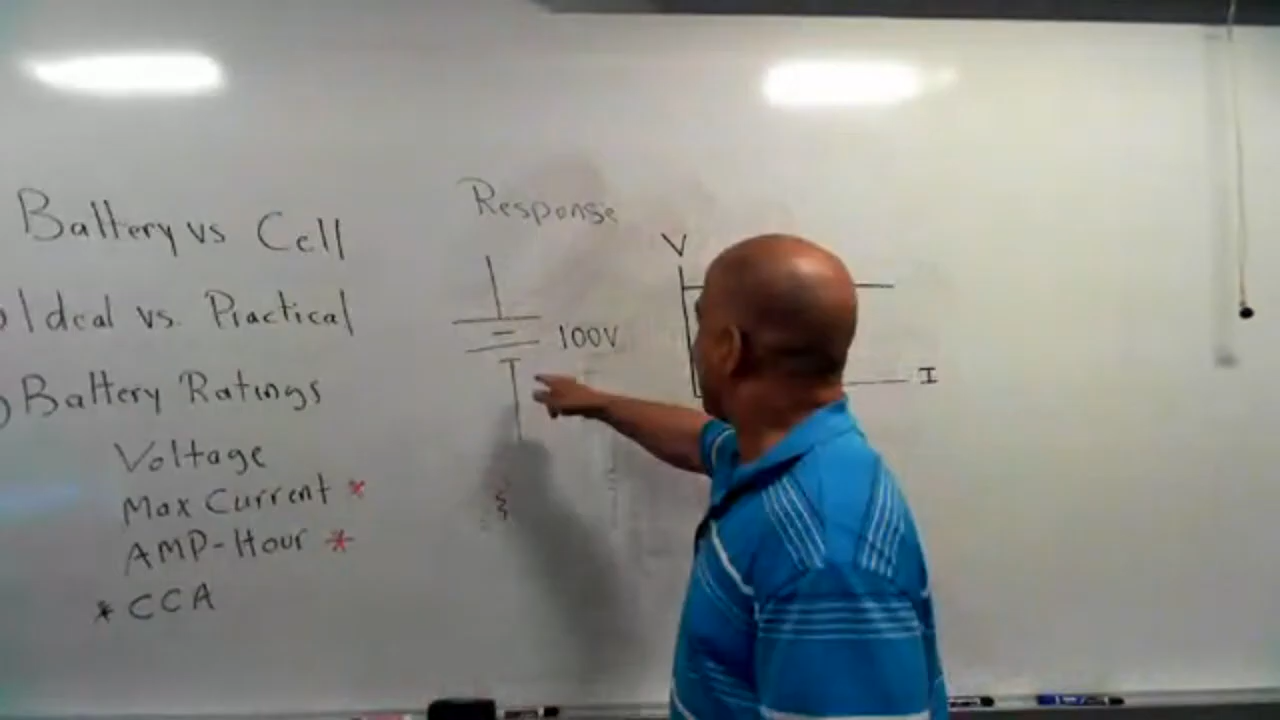 Battery vs Cell
Ideal vs. Practical
Battery Ratings
Voltage
Max Current *
AMP-Hour *
* CCA
Response
100V
V
I